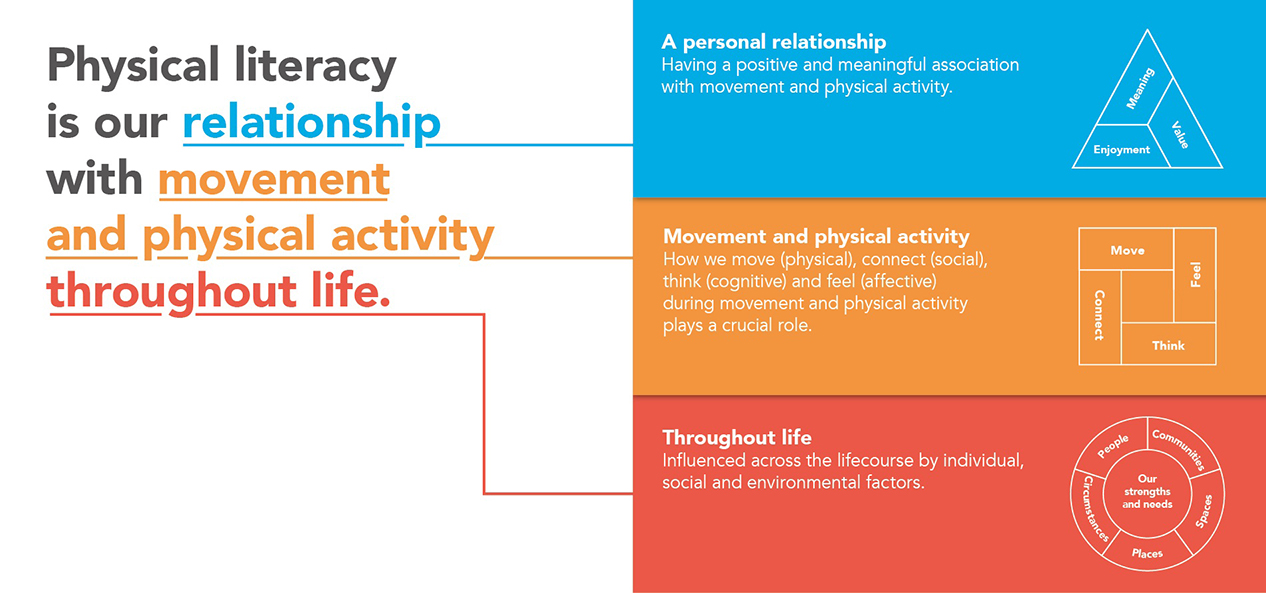 Physical literacy
is our relationship
with movement
and physical activity
throughout life.
A personal relationship
Having a positive and meaningful association
with movement and physical activity.
Meaning
Value
Enjoyment
Movement and physical activity
How we move (physical), connect (social),
think (cognitive) and feel (affective)
during movement and physical activity
plays a crucial role.
Move
Feel
Connect
Think
Throughout life
Influenced across the lifecourse by individual,
social and environmental factors.
People
Communities
Circumstances
Our
strengths
and needs
Spaces
Places